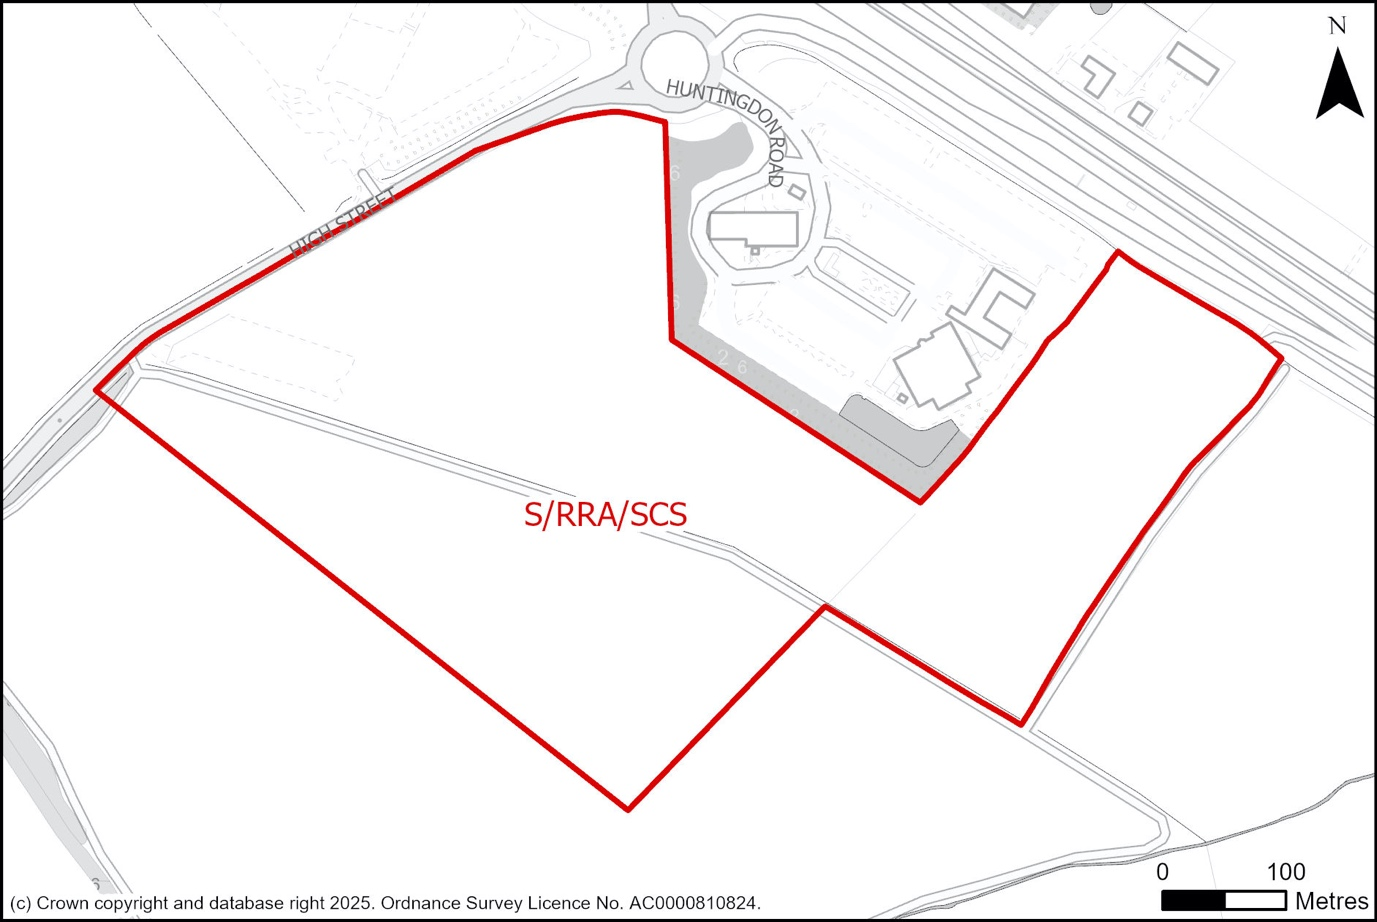 N
HUNTINGDON ROAD
HIGH STREET
S/RRA/SCS
0 100
Metres
(c) Crown copyright and database right 2025. Ordnance Survey Licence No. AC0000810824.